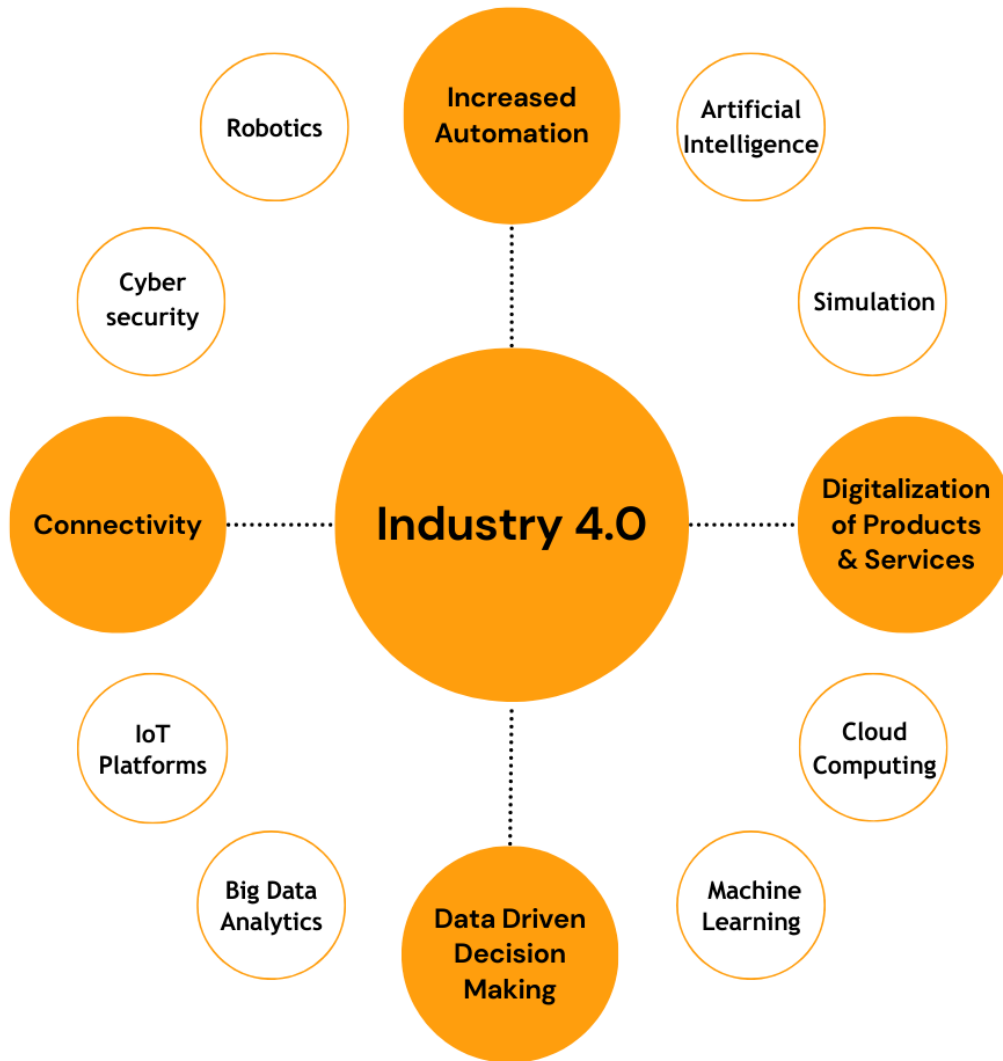 Increased
Automation
Robotics
Artificial
Intelligence
Cyber
security
Simulation
Connectivity
Industry 4.0
Digitalization
of Products
& Services
IoT
Platforms
Cloud
Computing
Big Data
Analytics
Data Driven
Decision
Making
Machine
Learning